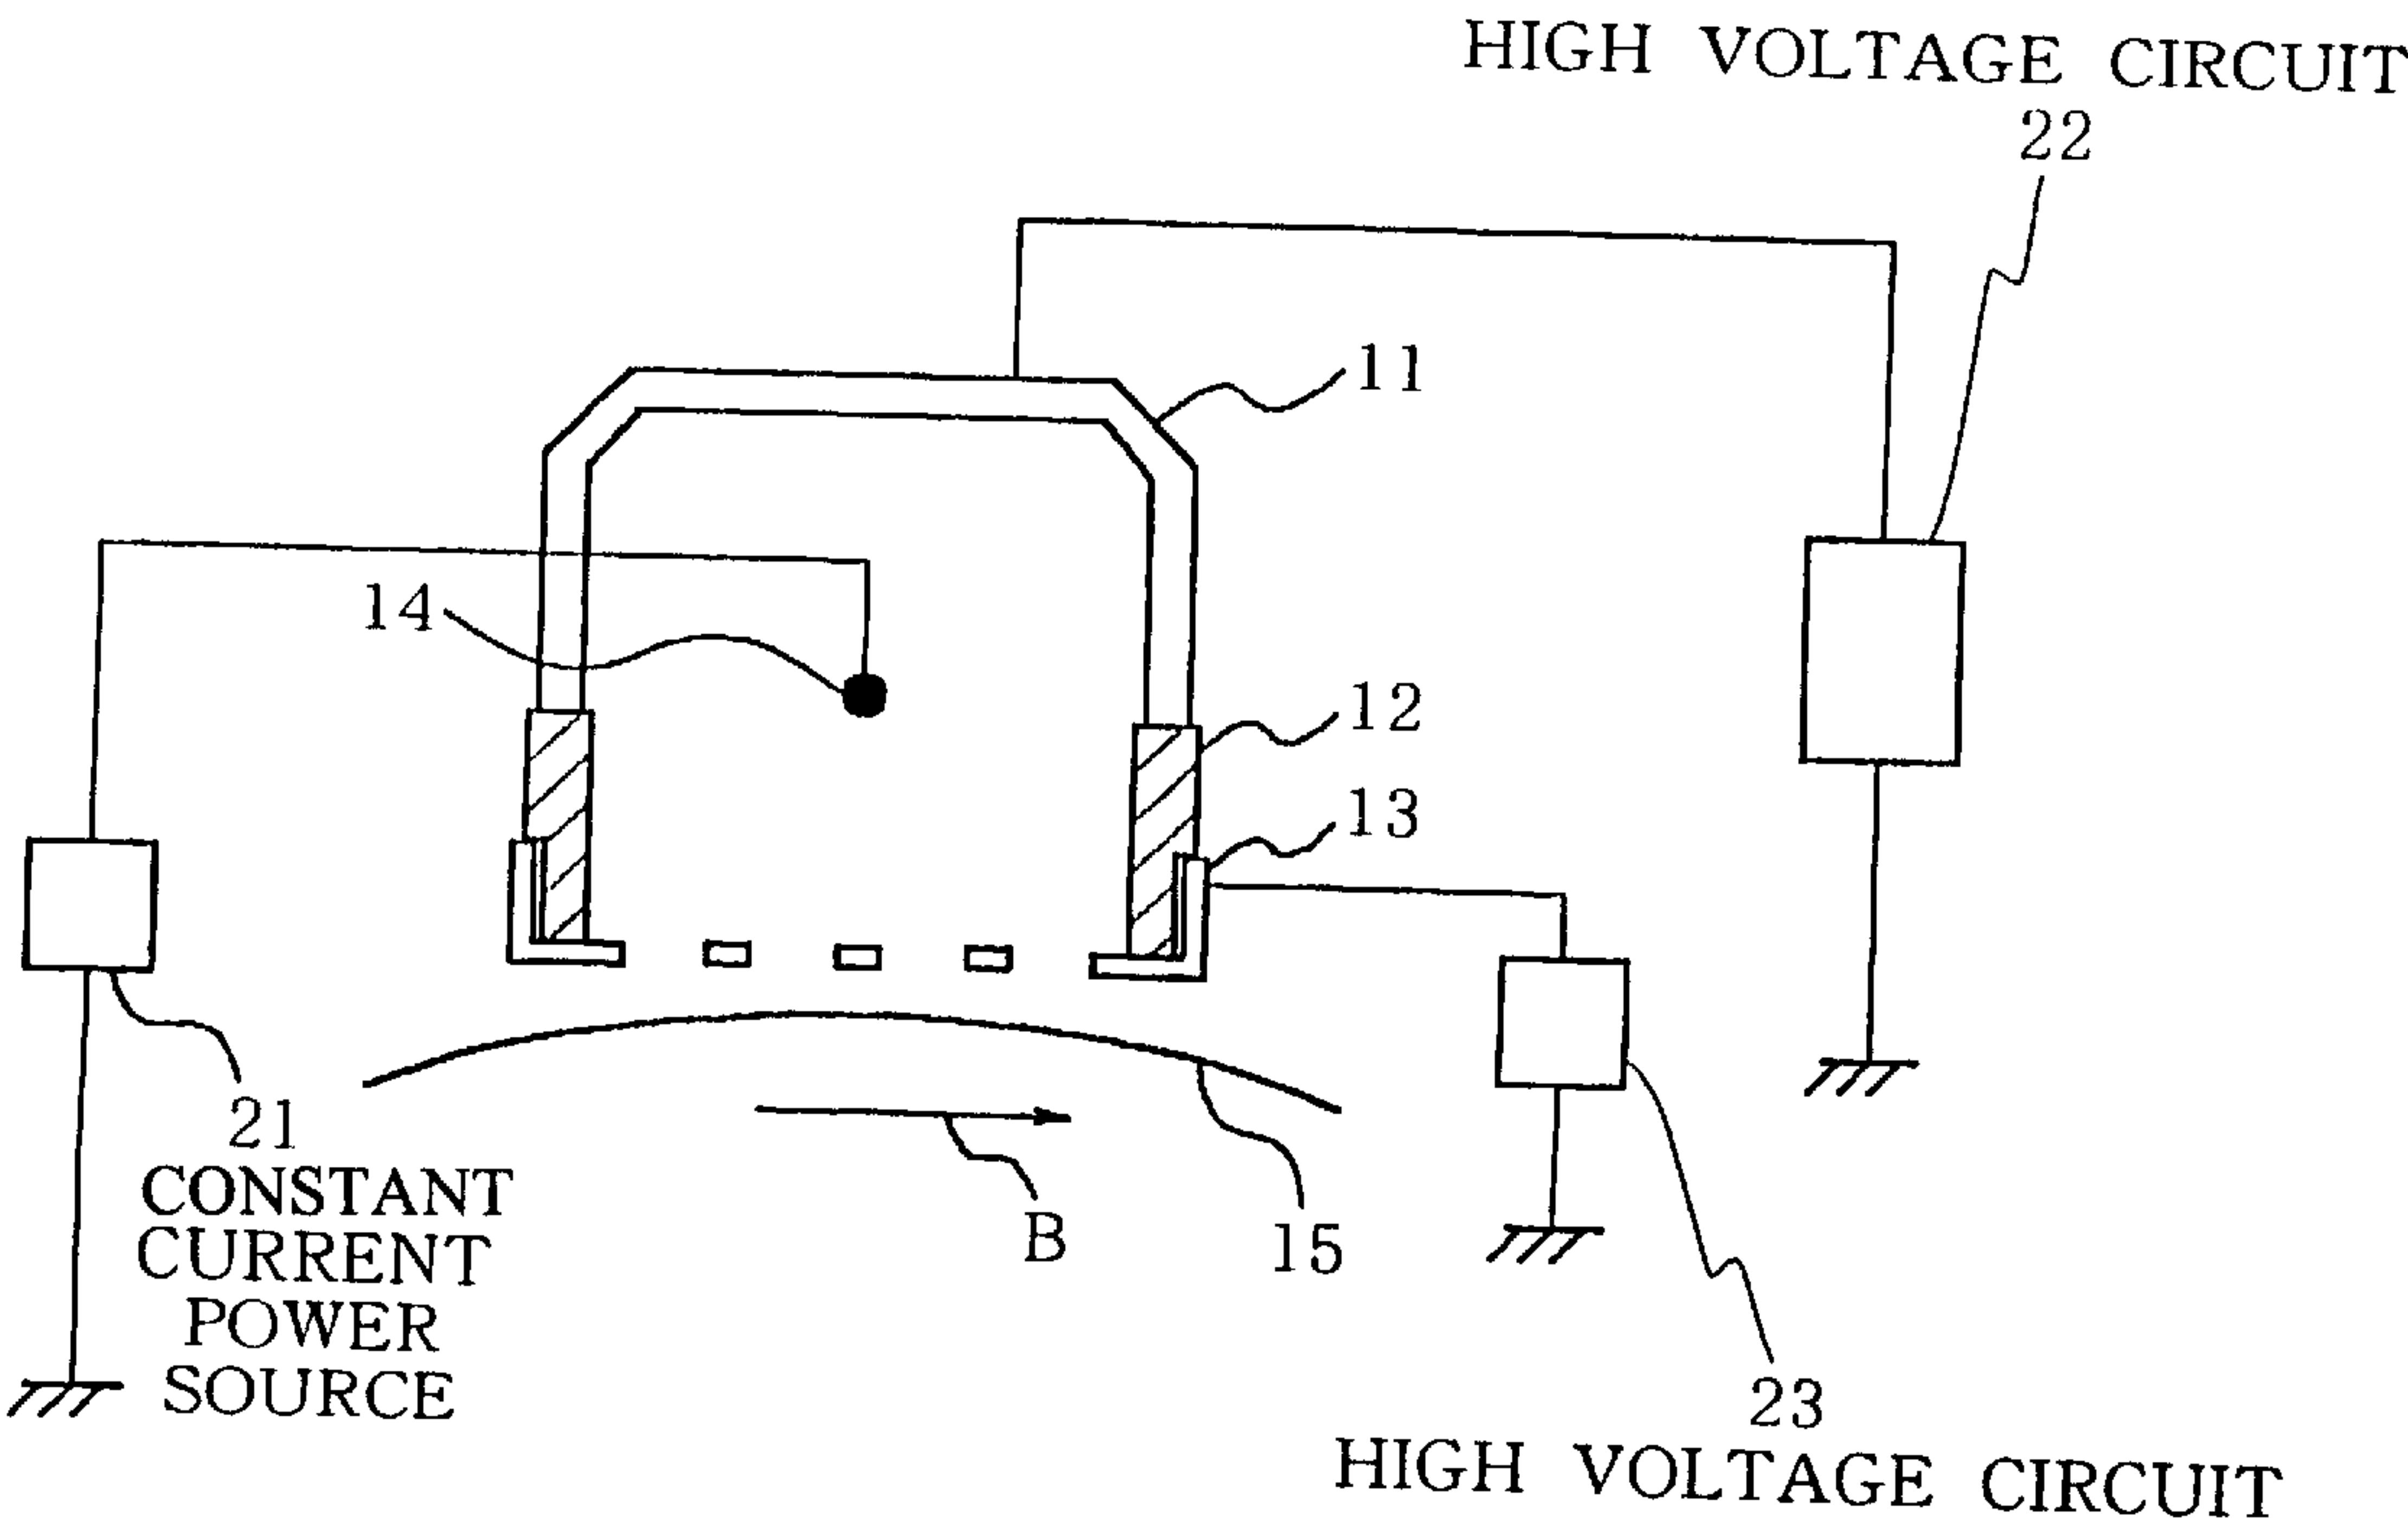 HIGH VOLTAGE CIRCUIT
22
11
14
12
13
21
CONSTANT
CURRENT
POWER
SOURCE
B
15
23
HIGH VOLTAGE CIRCUIT